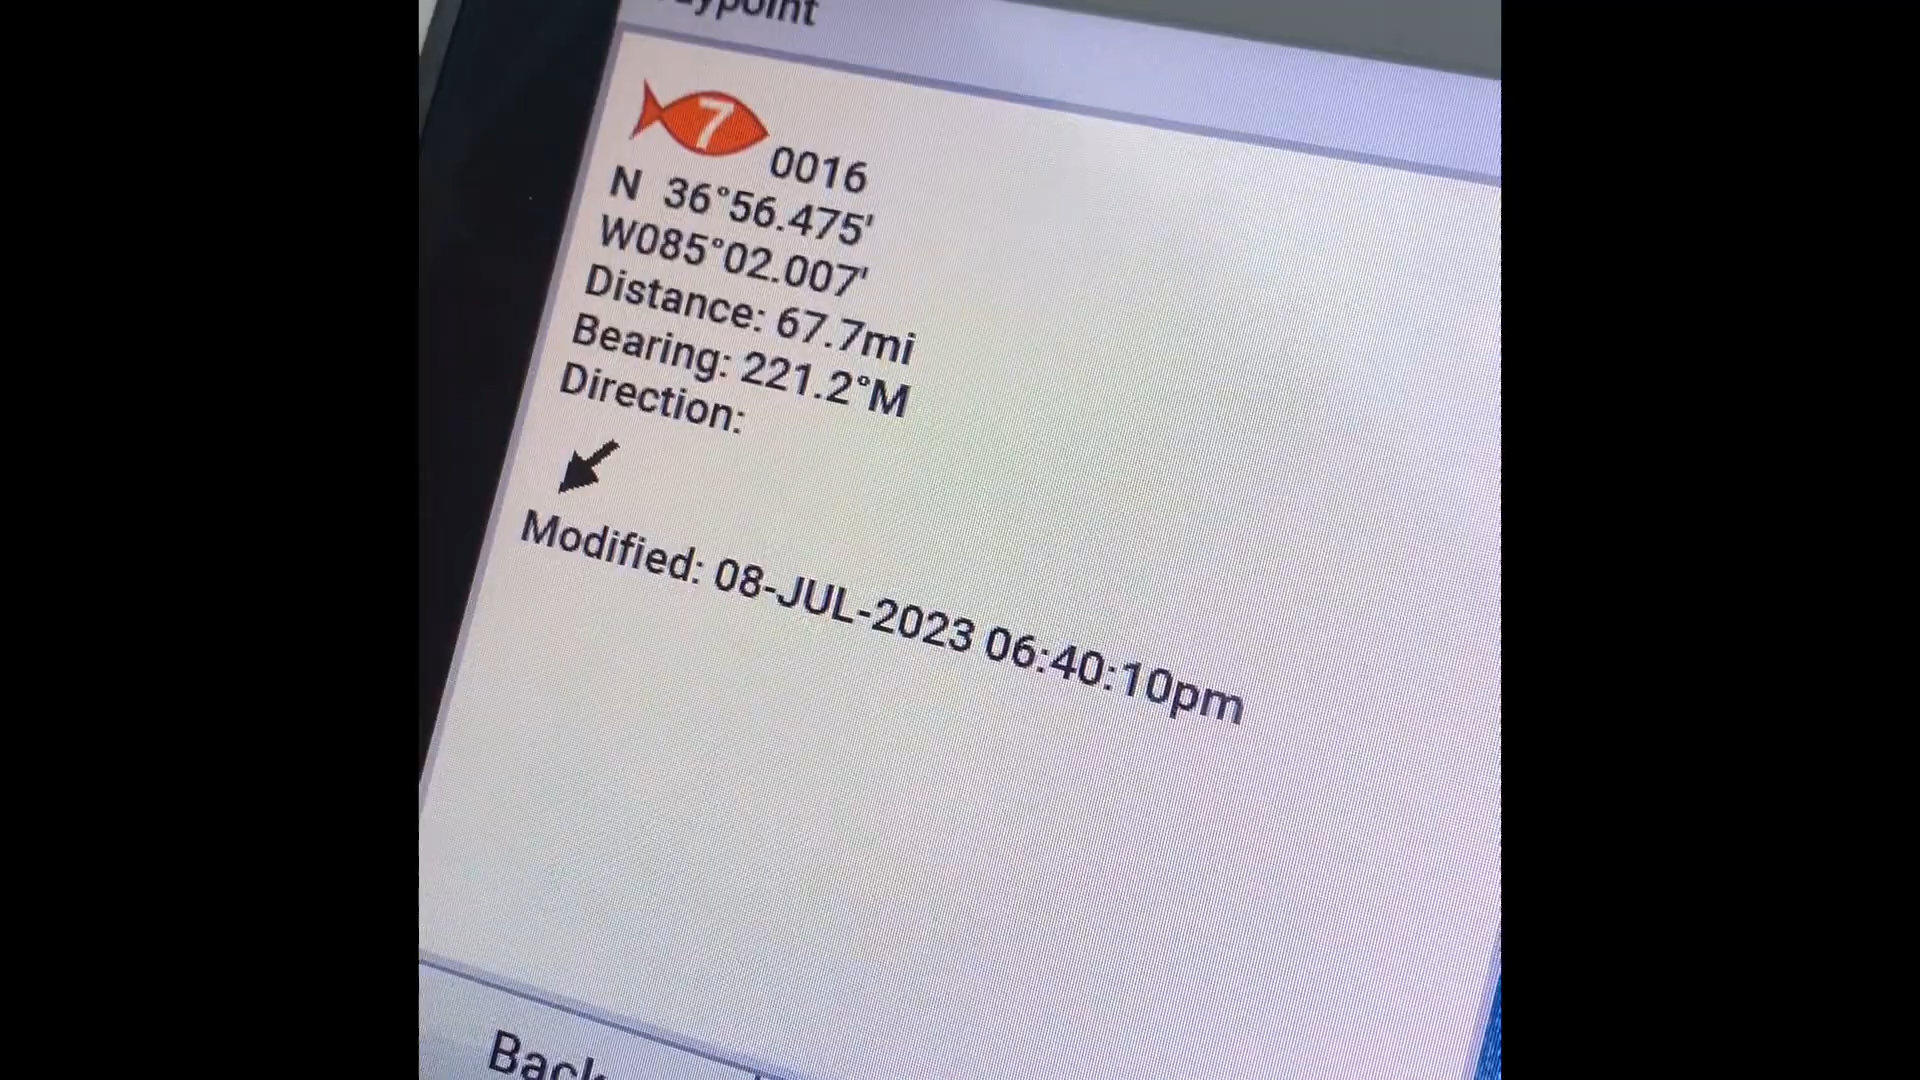 7 0016
N 36°56.475'
W085°02.007'
Distance: 67.7mi
Bearing: 221.2°M
Direction:
Modified: 08-JUL-2023 06:40:10pm
Back